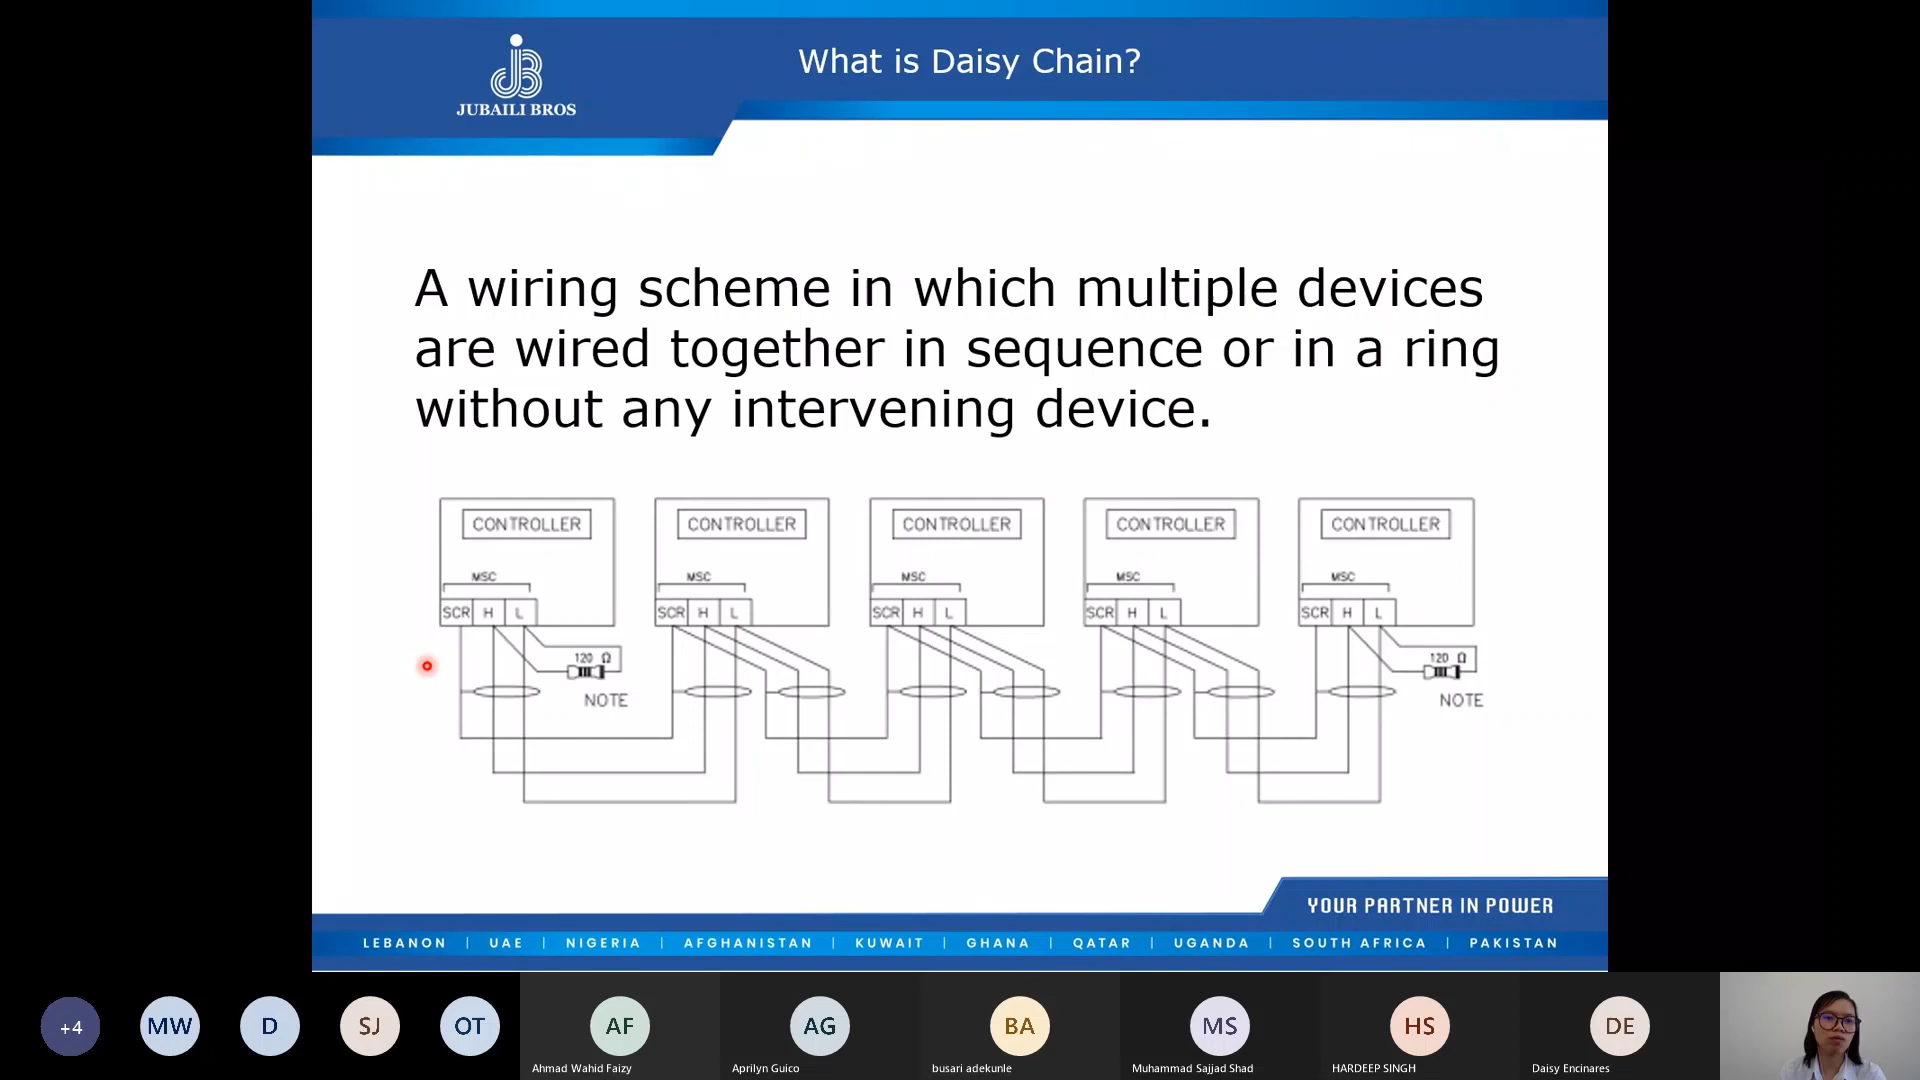 What is Daisy Chain?
JUBAILI BROS
A wiring scheme in which multiple devices
are wired together in sequence or in a ring
without any intervening device.
CONTROLLER CONTROLLER CONTROLLER CONTROLLER CONTROLLER
MSC MSC MSC MSC MSC
SCR H L SCR H L SCR H L SCR H L SCR H L
120 Ω 120 Ω
NOTE NOTE
YOUR PARTNER IN POWER
LEBANON | UAE | NIGERIA | AFGHANISTAN | KUWAIT | GHANA | QATAR | UGANDA | SOUTH AFRICA | PAKISTAN
+4 MW D SJ OT AF AG BA MS HS DE
Ahmad Wahid Faizy Aprilyn Guico busari adekunle Muhammad Sajjad Shad HARDEEP SINGH Daisy Encinares